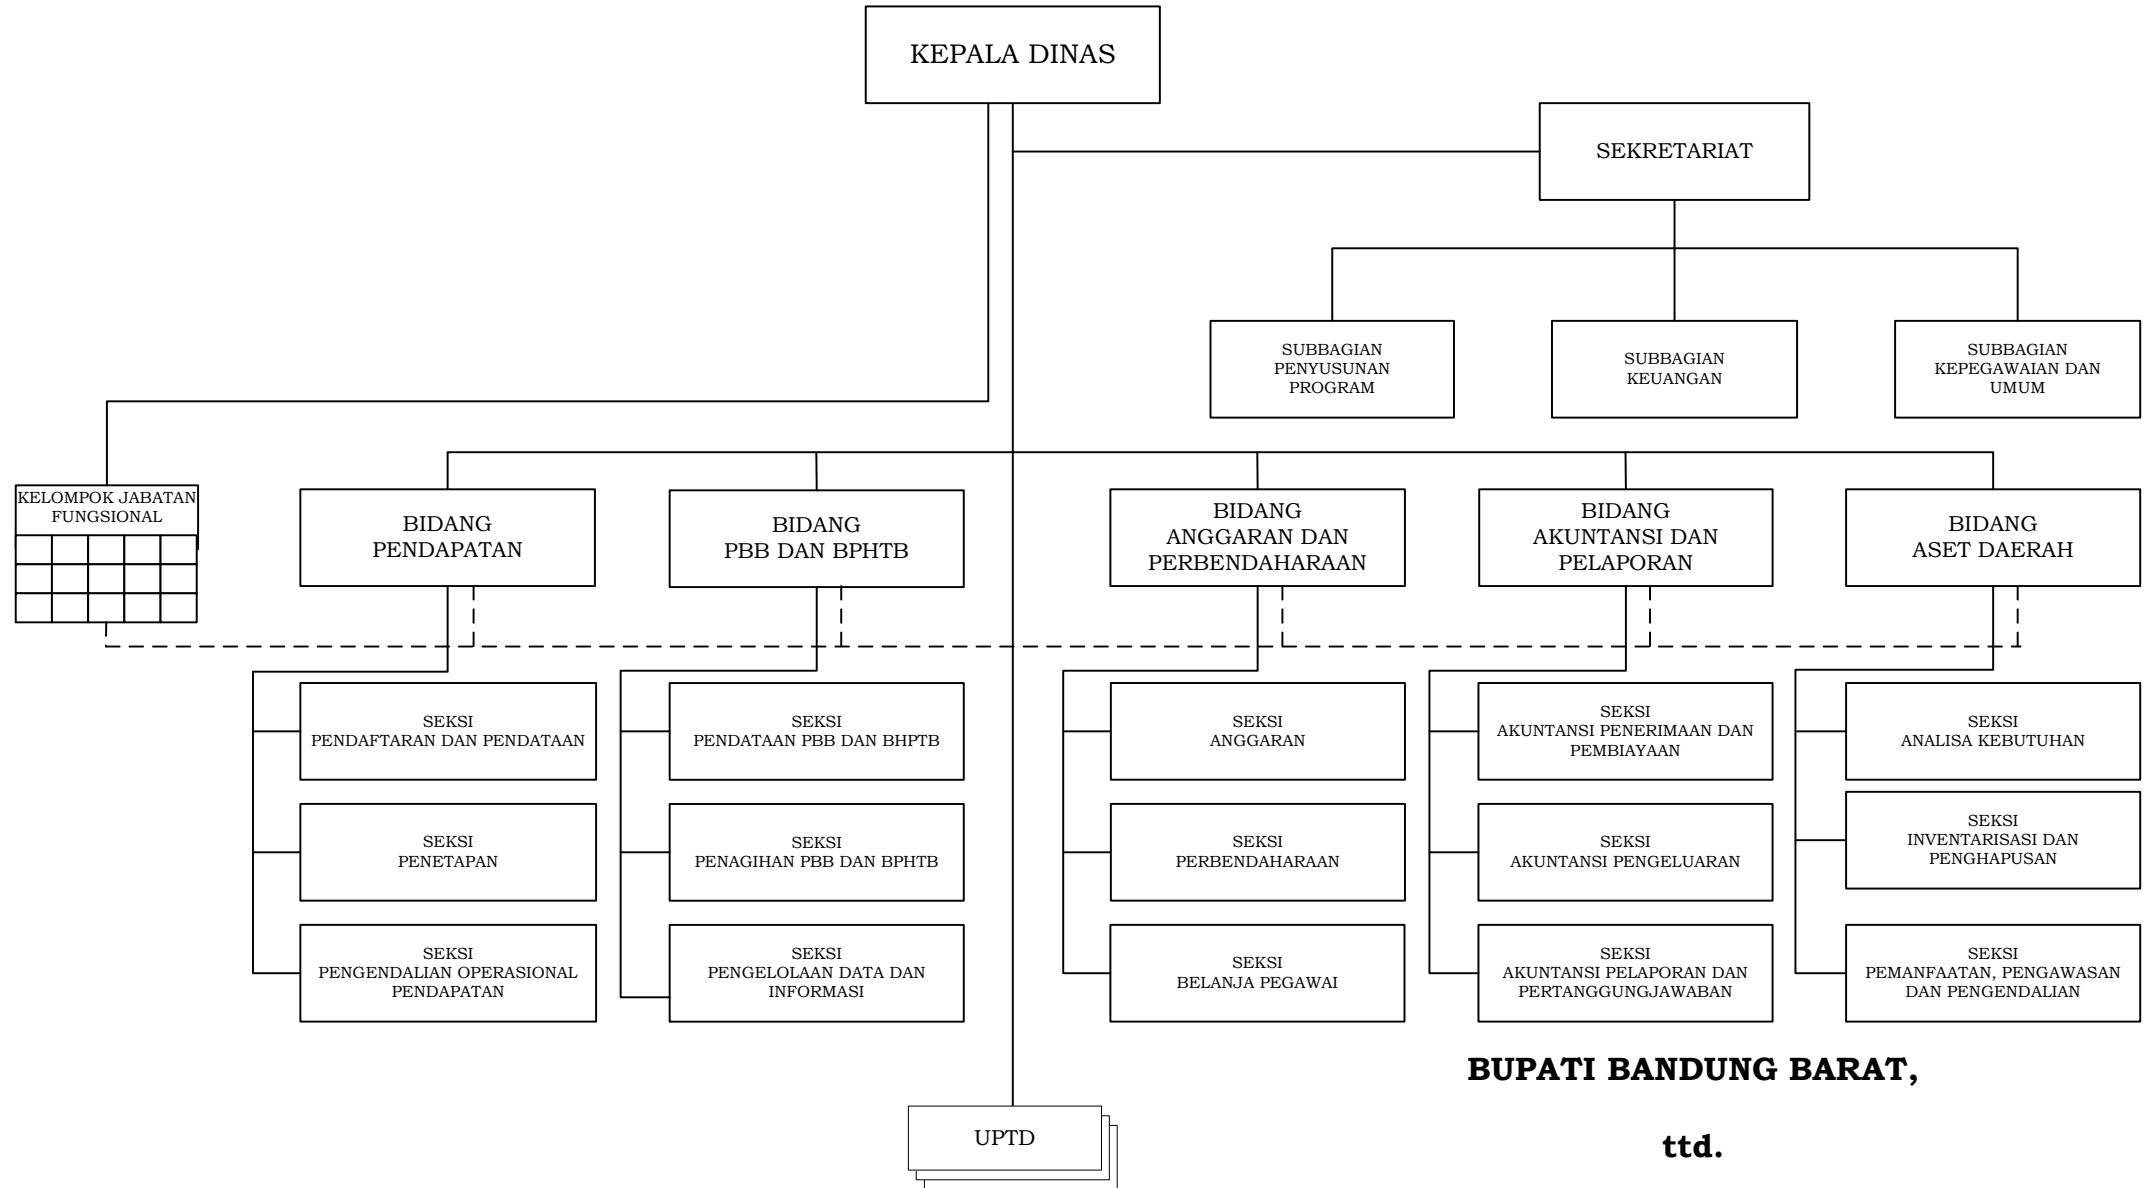 KEPALA DINAS
SEKRETARIAT
SUBBAGIAN
PENYUSUNAN
PROGRAM
SUBBAGIAN
KEUANGAN
SUBBAGIAN
KEPEGAWAIAN DAN
UMUM
KELOMPOK JABATAN
FUNGSIONAL
BIDANG
PENDAPATAN
BIDANG
PBB DAN BPHTB
BIDANG
ANGGARAN DAN
PERBENDAHARAAN
BIDANG
AKUNTANSI DAN
PELAPORAN
BIDANG
ASET DAERAH
SEKSI
PENDAFTARAN DAN PENDATAAN
SEKSI
PENDATAAN PBB DAN BHPTB
SEKSI
ANGGARAN
SEKSI
AKUNTANSI PENERIMAAN DAN
PEMBIAYAAN
SEKSI
ANALISA KEBUTUHAN
SEKSI
PENETAPAN
SEKSI
PENAGIHAN PBB DAN BPHTB
SEKSI
PERBENDAHARAAN
SEKSI
AKUNTANSI PENGELUARAN
SEKSI
INVENTARISASI DAN
PENGHAPUSAN
SEKSI
PENGENDALIAN OPERASIONAL
PENDAPATAN
SEKSI
PENGELOLAAN DATA DAN
INFORMASI
SEKSI
BELANJA PEGAWAI
SEKSI
AKUNTANSI PELAPORAN DAN
PERTANGGUNGJAWABAN
SEKSI
PEMANFAATAN, PENGAWASAN
DAN PENGENDALIAN
BUPATI BANDUNG BARAT,
UPTD
ttd.